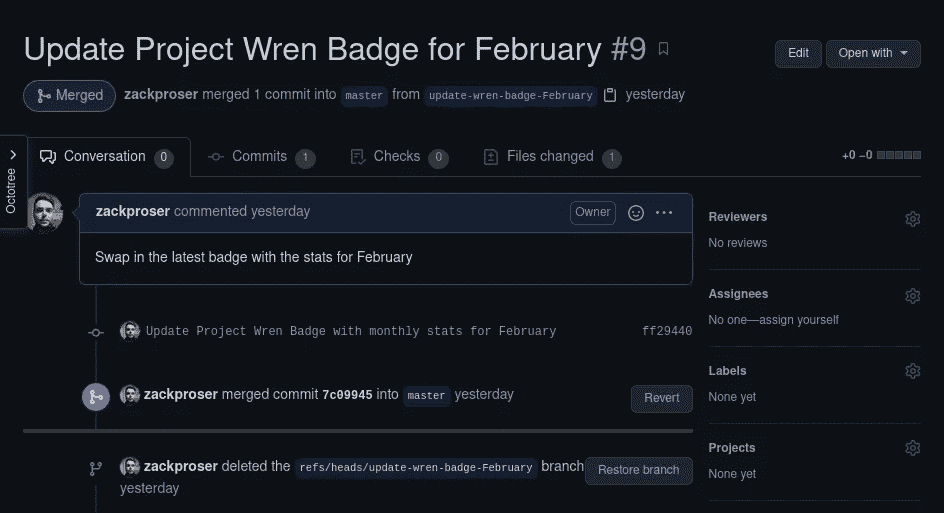 Update Project Wren Badge for February #9
Edit
Open with
Merged
zackproser merged 1 commit into master from update-wren-badge-February yesterday
Octotree
Conversation 0
Commits 1
Checks 0
Files changed 1
+0 −0
zackproser commented yesterday
Owner
Swap in the latest badge with the stats for February
Update Project Wren Badge with monthly stats for February
ff29440
zackproser merged commit 7c09945 into master yesterday
Revert
zackproser deleted the refs/heads/update-wren-badge-February branch
yesterday
Restore branch
Reviewers
No reviews
Assignees
No one—assign yourself
Labels
None yet
Projects
None yet